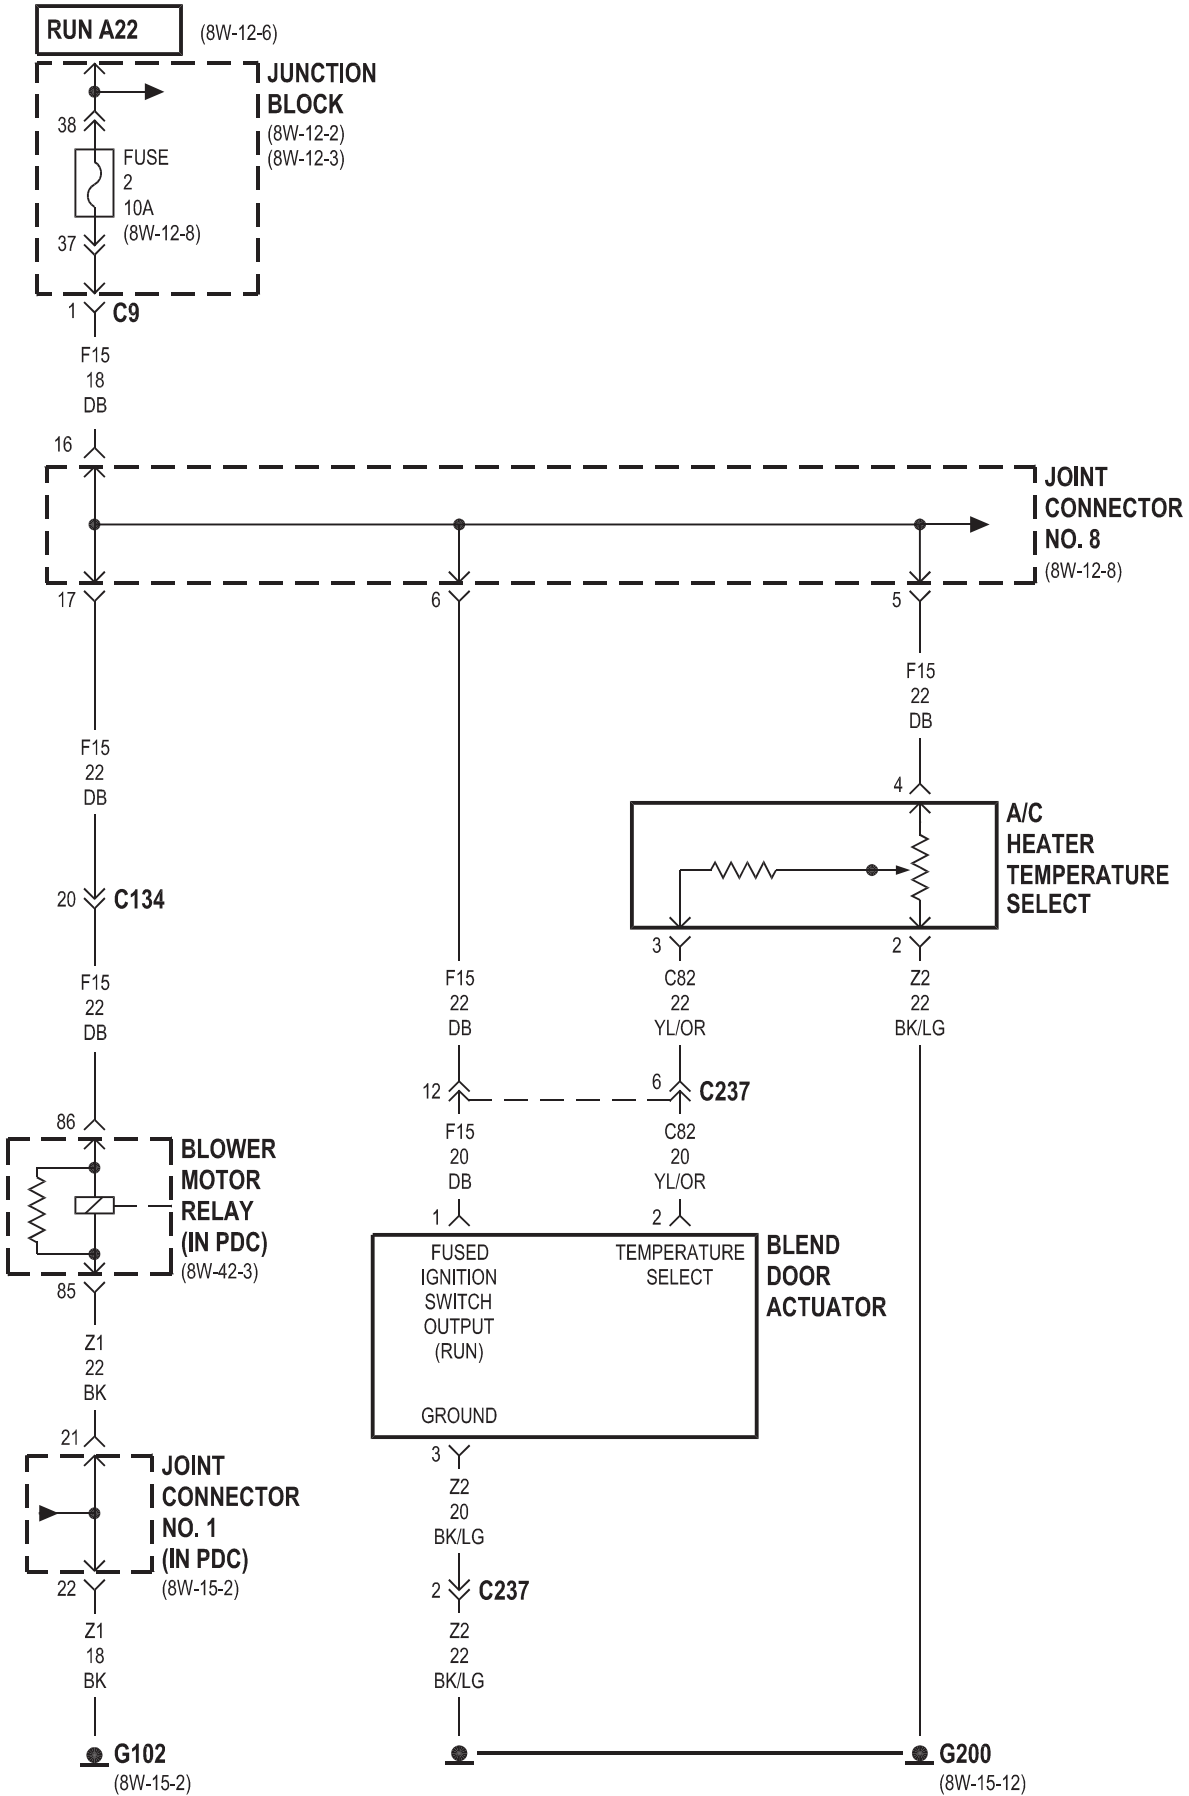 RUN A22
(8W-12-6)
JUNCTION
BLOCK
(8W-12-2)
(8W-12-3)
38
FUSE
2
10A
(8W-12-8)
37
1
C9
F15
18
DB
16
JOINT
CONNECTOR
NO. 8
(8W-12-8)
17
6
5
F15
22
DB
F15
22
DB
4
A/C
HEATER
TEMPERATURE
SELECT
20
C134
3
2
F15
22
DB
F15
22
DB
C82
22
YL/OR
Z2
22
BK/LG
12
6
C237
86
F15
20
DB
C82
20
YL/OR
BLOWER
MOTOR
RELAY
(IN PDC)
(8W-42-3)
1
2
FUSED
IGNITION
SWITCH
OUTPUT
(RUN)
TEMPERATURE
SELECT
BLEND
DOOR
ACTUATOR
85
Z1
22
BK
GROUND
21
3
JOINT
CONNECTOR
NO. 1
(IN PDC)
(8W-15-2)
Z2
20
BK/LG
22
2
C237
Z1
18
BK
Z2
22
BK/LG
G102
(8W-15-2)
G200
(8W-15-12)